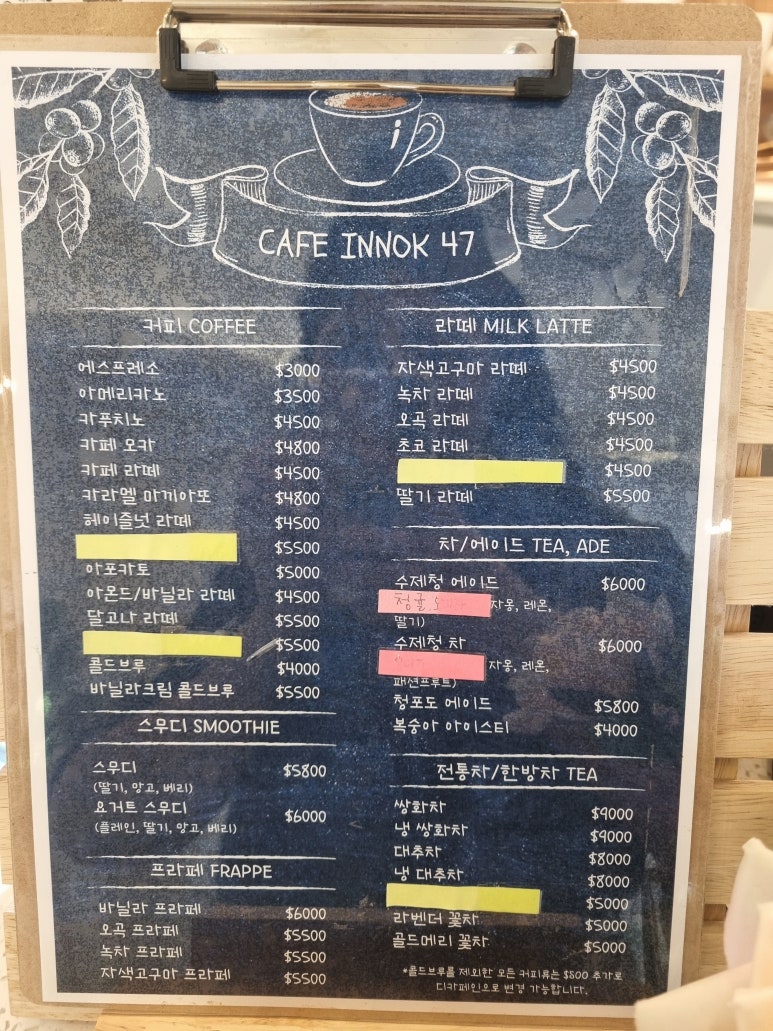 CAFE INNOK 47
커피 COFFEE
에스프레소 $3000
아메리카노 $3500
카푸치노 $4500
카페 오카 $4800
카페 라떼 $4500
카라멜 마끼아또 $4800
헤이즐넛 라떼 $4500
$5500
아포카토 $5000
아몬드/바닐라 라떼 $4500
달고나 라떼 $5500
$5500
콜드브루 $4000
바닐라크림 콜드브루 $5500
스무디 SMOOTHIE
스무디 $5800
(딸기, 망고, 베리)
요거트 스무디 $6000
(플레인, 딸기, 망고, 베리)
프라페 FRAPPE
바닐라 프라페 $6000
오곡 프라페 $5500
녹차 프라페 $5500
자색고구마 프라페 $5500
라떼 MILK LATTE
자색고구마 라떼 $4500
녹차 라떼 $4500
오곡 라떼 $4500
초코 라떼 $4500
$4500
딸기 라떼 $5500
차/에이드 TEA, ADE
수제청 에이드 $6000
자몽, 레몬,
딸기)
수제청 차 $6000
자몽, 레몬,
패션프루트)
청포도 에이드 $5800
복숭아 아이스티 $4000
전통차/한방차 TEA
쌍화차 $9000
냉 쌍화차 $9000
대추차 $8000
냉 대추차 $8000
$5000
라벤더 꽃차 $5000
골드메리 꽃차 $5000
*콜드브루를 제외한 모든 커피류는 $500 추가로
디카페인으로 변경 가능합니다.